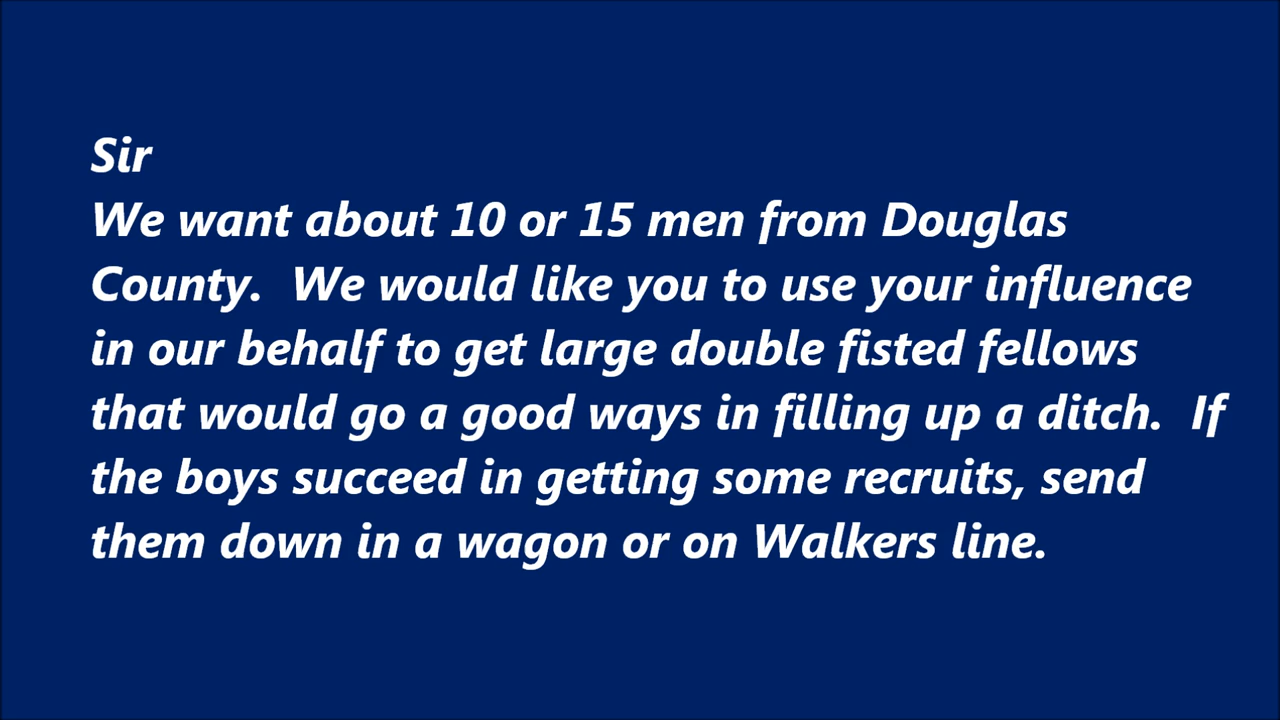 Sir
We want about 10 or 15 men from Douglas
County.  We would like you to use your influence
in our behalf to get large double fisted fellows
that would go a good ways in filling up a ditch.  If
the boys succeed in getting some recruits, send
them down in a wagon or on Walkers line.